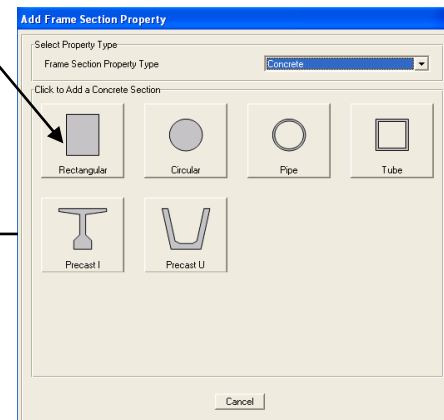 Add Frame Section Property
Select Property Type
Frame Section Property Type
Concrete
Click to Add a Concrete Section
Rectangular
Circular
Pipe
Tube
Precast I
Precast U
Cancel